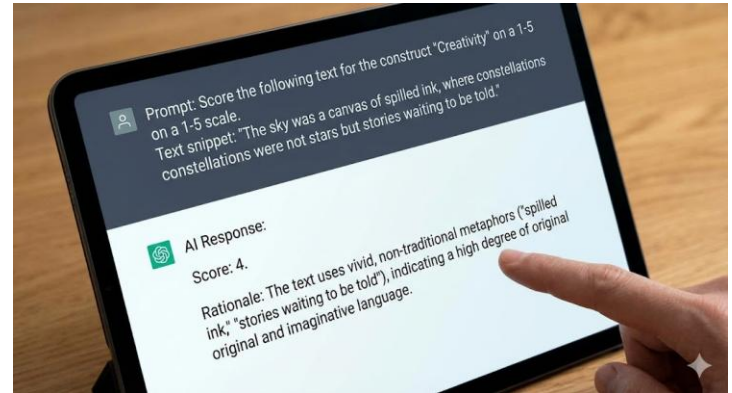 Prompt: Score the following text for the construct "Creativity" on a 1-5
on a 1-5 scale.
Text snippet: "The sky was a canvas of spilled ink, where constellations
constellations were not stars but stories waiting to be told."
AI Response:
Score: 4.
Rationale: The text uses vivid, non-traditional metaphors ("spilled
ink," "stories waiting to be told"), indicating a high degree of original
original and imaginative language.